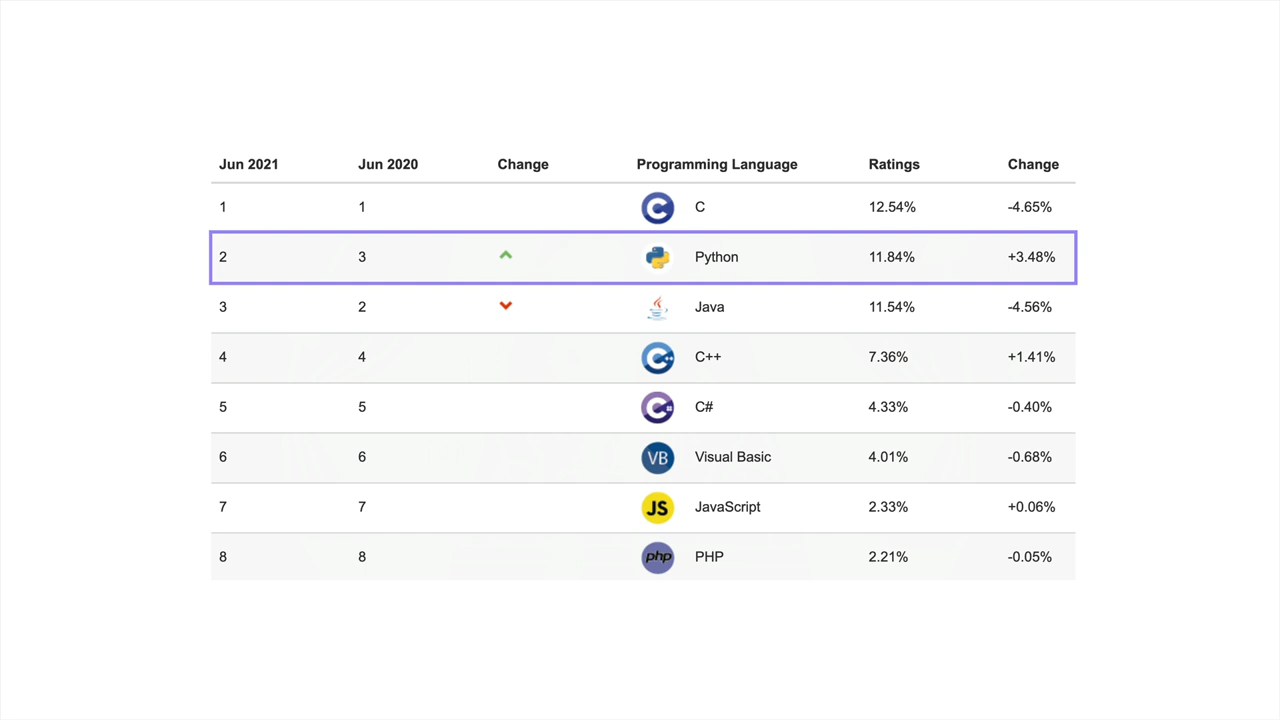 Jun 2021 Jun 2020 Change Programming Language Ratings Change
1 1 C C 12.54% -4.65%
2 3 Python 11.84% +3.48%
3 2 Java 11.54% -4.56%
4 4 C++ C++ 7.36% +1.41%
5 5 C# C# 4.33% -0.40%
6 6 VB Visual Basic 4.01% -0.68%
7 7 JS JavaScript 2.33% +0.06%
8 8 php PHP 2.21% -0.05%